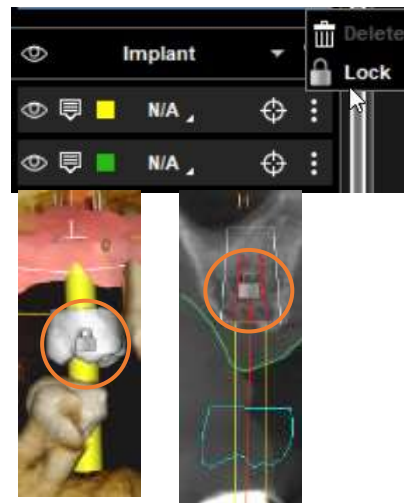 Delete
Implant
Lock
N/A
N/A